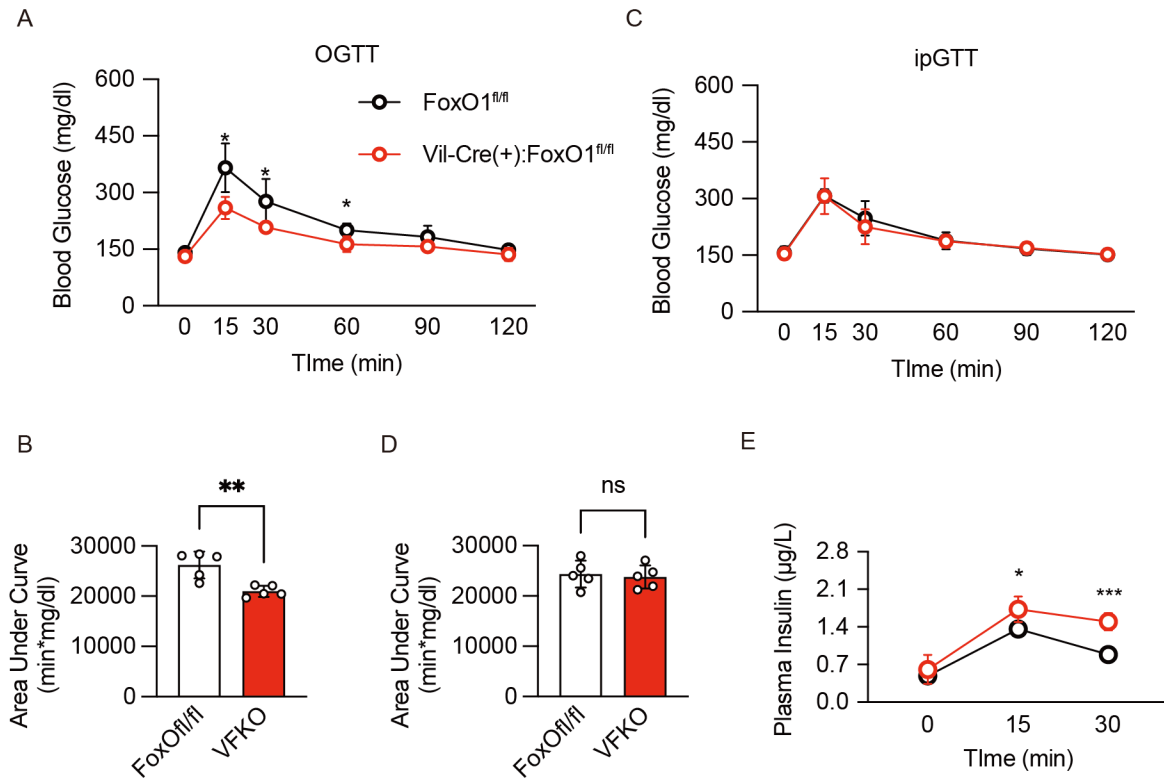 A
OGTT
Blood Glucose (mg/dl)
600
450
300
150
0
FoxO1fl/fl
Vil-Cre(+):FoxO1fl/fl
*
*
*
0 15 30 60 90 120
TIme (min)
C
ipGTT
Blood Glucose (mg/dl)
600
450
300
150
0
0 15 30 60 90 120
TIme (min)
B
**
Area Under Curve
(min*mg/dl)
30000
20000
10000
0
FoxOfl/fl
VFKO
D
ns
Area Under Curve
(min*mg/dl)
30000
20000
10000
0
FoxOfl/fl
VFKO
E
Plasma Insulin (µg/L)
2.8
2.1
1.4
0.7
0.0
*
***
0 15 30
TIme (min)